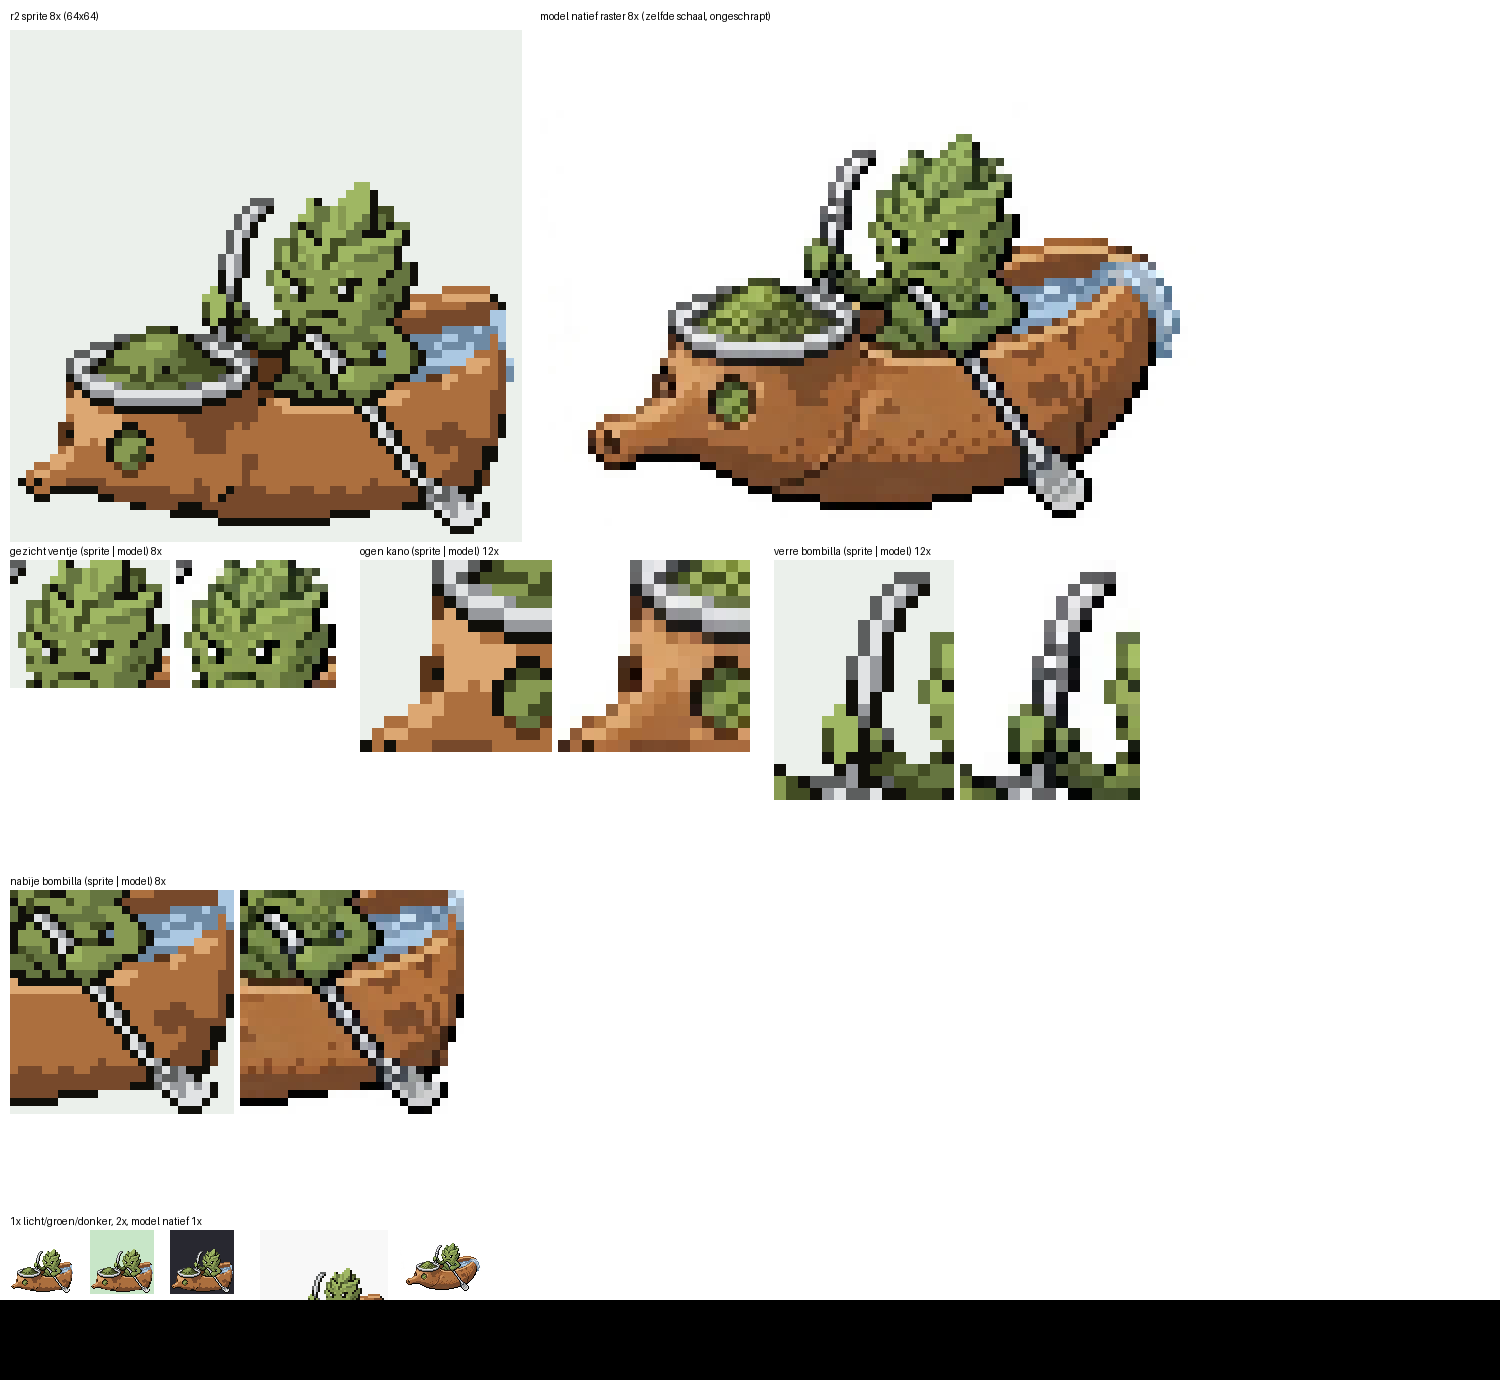 r2 sprite 8x (64x64)
model natief raster 8x (zelfde schaal, ongeschrapt)
gezicht ventje (sprite | model) 8x
ogen kano (sprite | model) 12x
verre bombilla (sprite | model) 12x
nabije bombilla (sprite | model) 8x
1x licht/groen/donker, 2x, model natief 1x